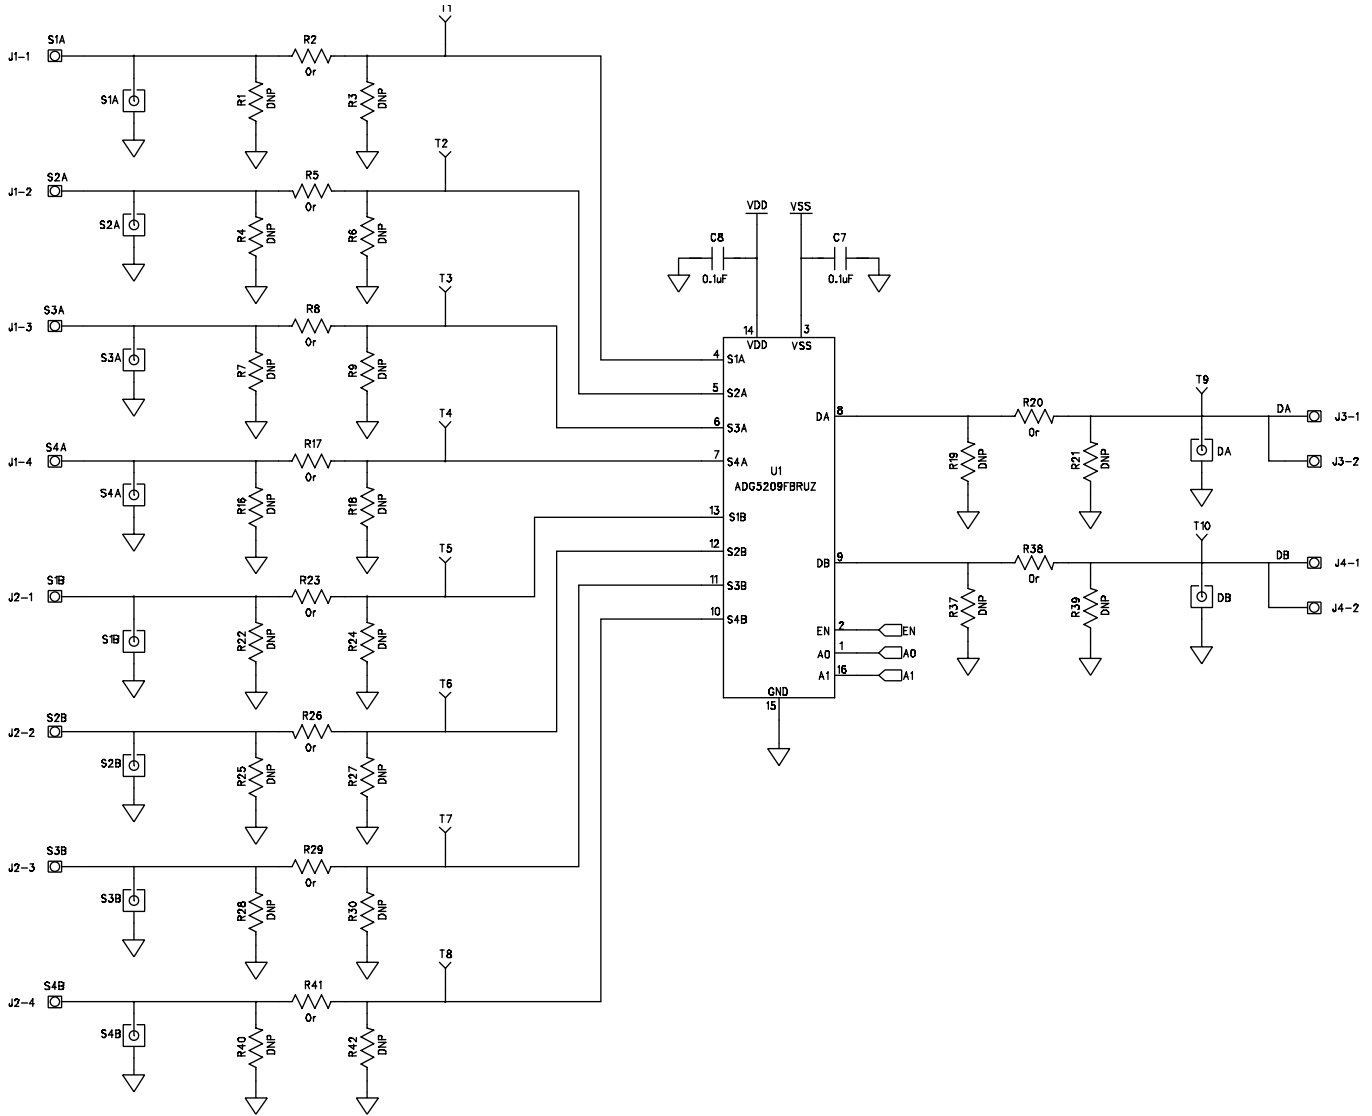 T1
S1A
J1-1
R2
0r
S1A
R1
DNP
R3
DNP
T2
S2A
J1-2
R5
0r
S2A
R4
DNP
R6
DNP
T3
S3A
J1-3
R8
0r
S3A
R7
DNP
R9
DNP
T4
S4A
J1-4
R17
0r
S4A
R16
DNP
R18
DNP
T5
S1B
J2-1
R23
0r
S1B
R22
DNP
R24
DNP
T6
S2B
J2-2
R26
0r
S2B
R25
DNP
R27
DNP
T7
S3B
J2-3
R29
0r
S3B
R28
DNP
R30
DNP
T8
S4B
J2-4
R41
0r
S4B
R40
DNP
R42
DNP
VDD
VSS
C8
0.1uF
C7
0.1uF
14
3
VDD
VSS
4 S1A
5 S2A
6 S3A
7 S4A
13 S1B
12 S2B
11 S3B
10 S4B
U1
ADG5209FBRUZ
DA 8
DB 9
EN 2 EN
A0 1 A0
A1 16 A1
GND
15
R20
0r
R19
DNP
R21
DNP
T9
DA
DA
J3-1
J3-2
R38
0r
R37
DNP
R39
DNP
T10
DB
DB
J4-1
J4-2